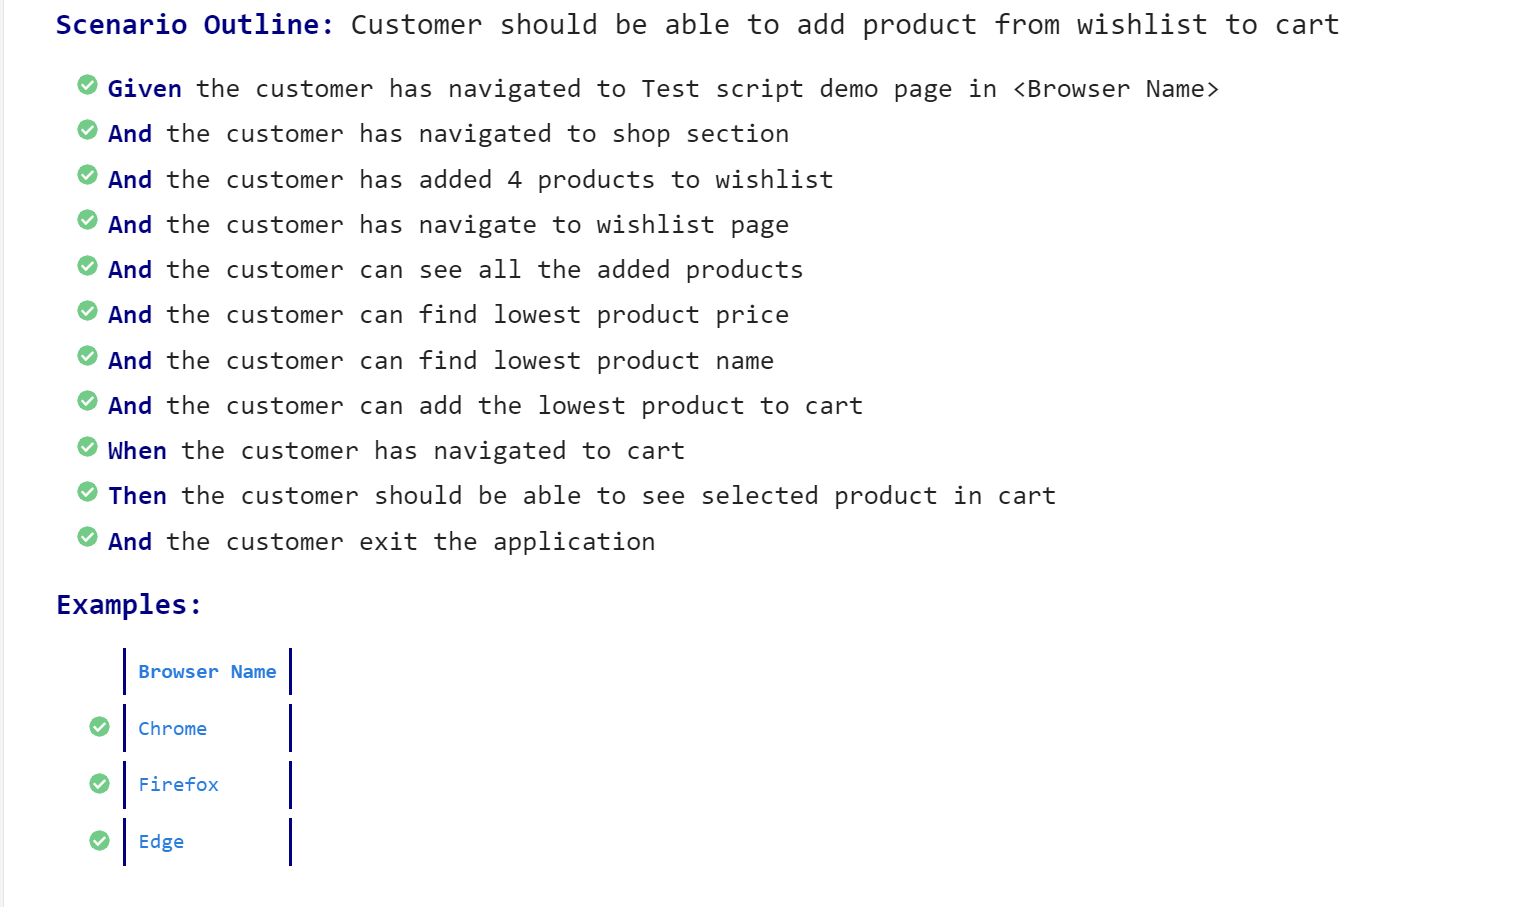 Scenario Outline: Customer should be able to add product from wishlist to cart
Given the customer has navigated to Test script demo page in <Browser Name>
And the customer has navigated to shop section
And the customer has added 4 products to wishlist
And the customer has navigate to wishlist page
And the customer can see all the added products
And the customer can find lowest product price
And the customer can find lowest product name
And the customer can add the lowest product to cart
When the customer has navigated to cart
Then the customer should be able to see selected product in cart
And the customer exit the application
Examples:
Browser Name
Chrome
Firefox
Edge